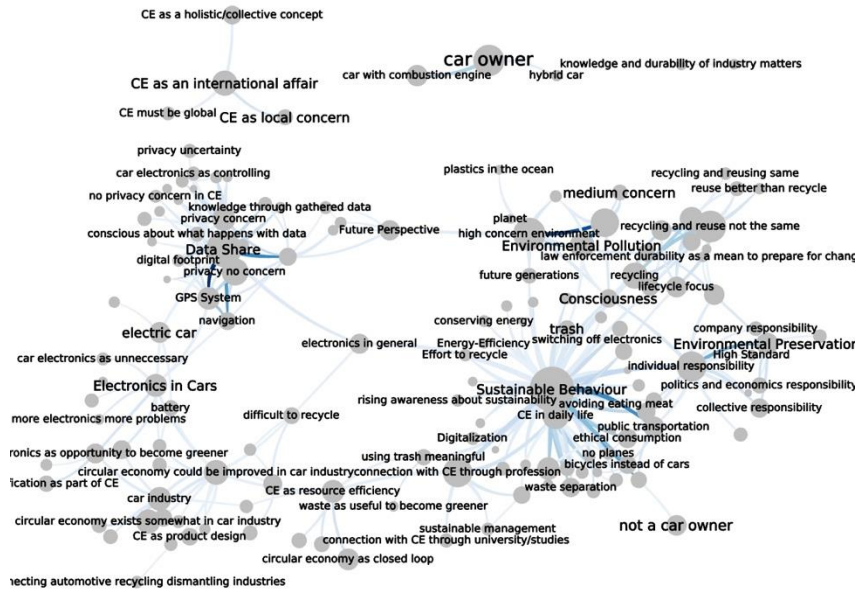 CE as a holistic/collective concept
car owner
knowledge and durability of industry matters
car with combustion engine
hybrid car
CE as an international affair
CE must be global
CE as local concern
privacy uncertainty
plastics in the ocean
recycling and reusing same
car electronics as controlling
reuse better than recycle
no privacy concern in CE
medium concern
knowledge through gathered data
privacy concern
planet
recycling and reuse not the same
conscious about what happens with data
Future Perspective
high concern environment
Data Share
Environmental Pollution
law enforcement durability as a mean to prepare for chang
digital footprint
privacy no concern
future generations
recycling
lifecycle focus
GPS System
Consciousness
navigation
conserving energy
electric car
trash
company responsibility
electronics in general
Energy-Efficiency
switching off electronics
Environmental Preservation
car electronics as unneccessary
Effort to recycle
High Standard
individual responsibility
Electronics in Cars
Sustainable Behaviour
politics and economics responsibility
rising awareness about sustainability
avoiding eating meat
battery
CE in daily life
collective responsibility
more electronics more problems
difficult to recycle
public transportation
Digitalization
ethical consumption
ronics as opportunity to become greener
using trash meaningful
no planes
circular economy could be improved in car industry
connection with CE through profession
bicycles instead of cars
fication as part of CE
CE as resource efficiency
waste separation
car industry
waste as useful to become greener
circular economy exists somewhat in car industry
sustainable management
not a car owner
CE as product design
connection with CE through university/studies
circular economy as closed loop
necting automotive recycling dismantling industries